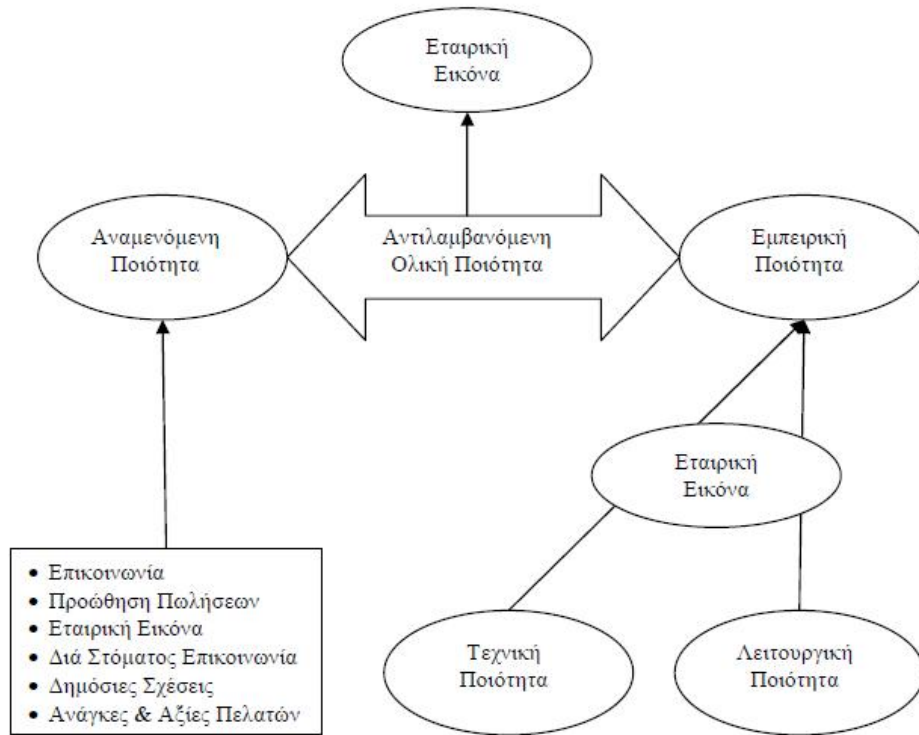 Εταιρική
Εικόνα
Αναμενόμενη
Ποιότητα
Αντιλαμβανόμενη
Ολική Ποιότητα
Εμπειρική
Ποιότητα
Εταιρική
Εικόνα
• Επικοινωνία
• Προώθηση Πωλήσεων
• Εταιρική Εικόνα
• Διά Στόματος Επικοινωνία
• Δημόσιες Σχέσεις
• Ανάγκες & Αξίες Πελατών
Τεχνική
Ποιότητα
Λειτουργική
Ποιότητα